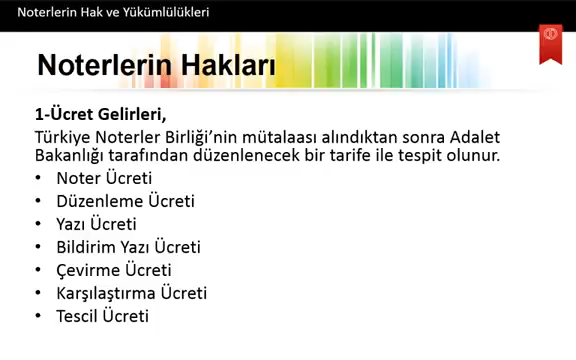 Noterlerin Hak ve Yükümlülükleri
Noterlerin Hakları
1-Ücret Gelirleri,
Türkiye Noterler Birliği’nin mütalaası alındıktan sonra Adalet
Bakanlığı tarafından düzenlenecek bir tarife ile tespit olunur.
• Noter Ücreti
• Düzenleme Ücreti
• Yazı Ücreti
• Bildirim Yazı Ücreti
• Çevirme Ücreti
• Karşılaştırma Ücreti
• Tescil Ücreti